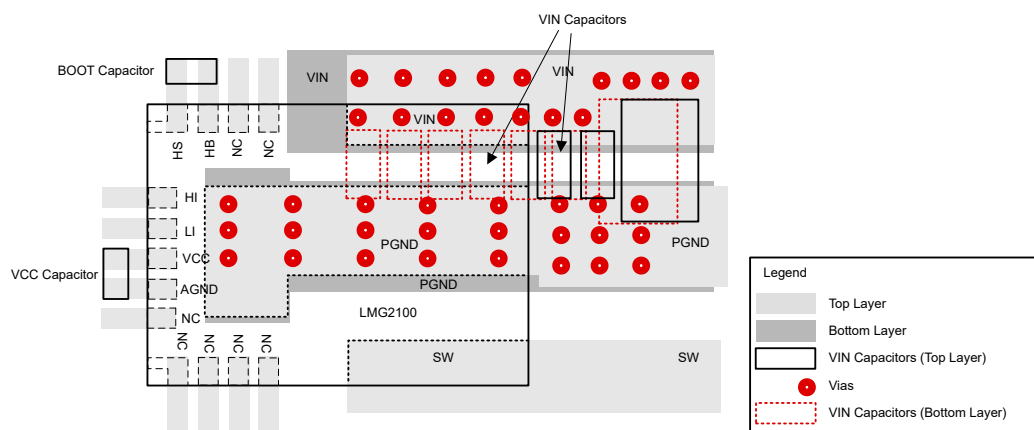 VIN Capacitors
BOOT Capacitor
VIN
VIN
VIN
HS
HB
NC
NC
HI
LI
VCC
AGND
NC
VCC Capacitor
PGND
PGND
PGND
LMG2100
NC
NC
NC
NC
SW
SW
Legend
Top Layer
Bottom Layer
VIN Capacitors (Top Layer)
Vias
VIN Capacitors (Bottom Layer)